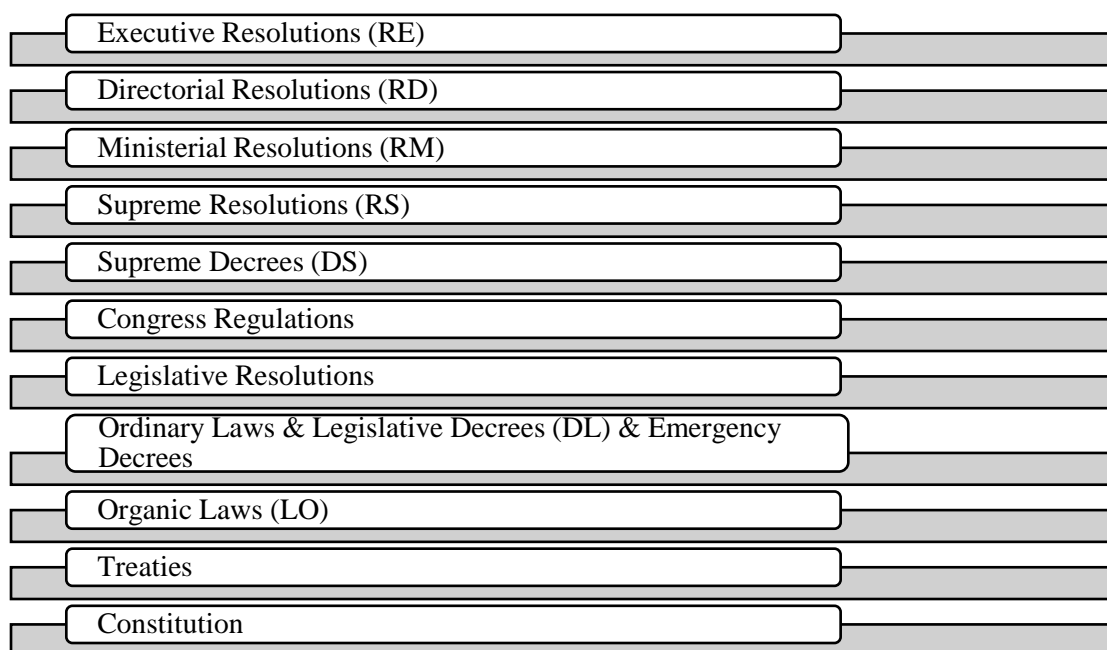 Executive Resolutions (RE)
Directorial Resolutions (RD)
Ministerial Resolutions (RM)
Supreme Resolutions (RS)
Supreme Decrees (DS)
Congress Regulations
Legislative Resolutions
Ordinary Laws & Legislative Decrees (DL) & Emergency
Decrees
Organic Laws (LO)
Treaties
Constitution